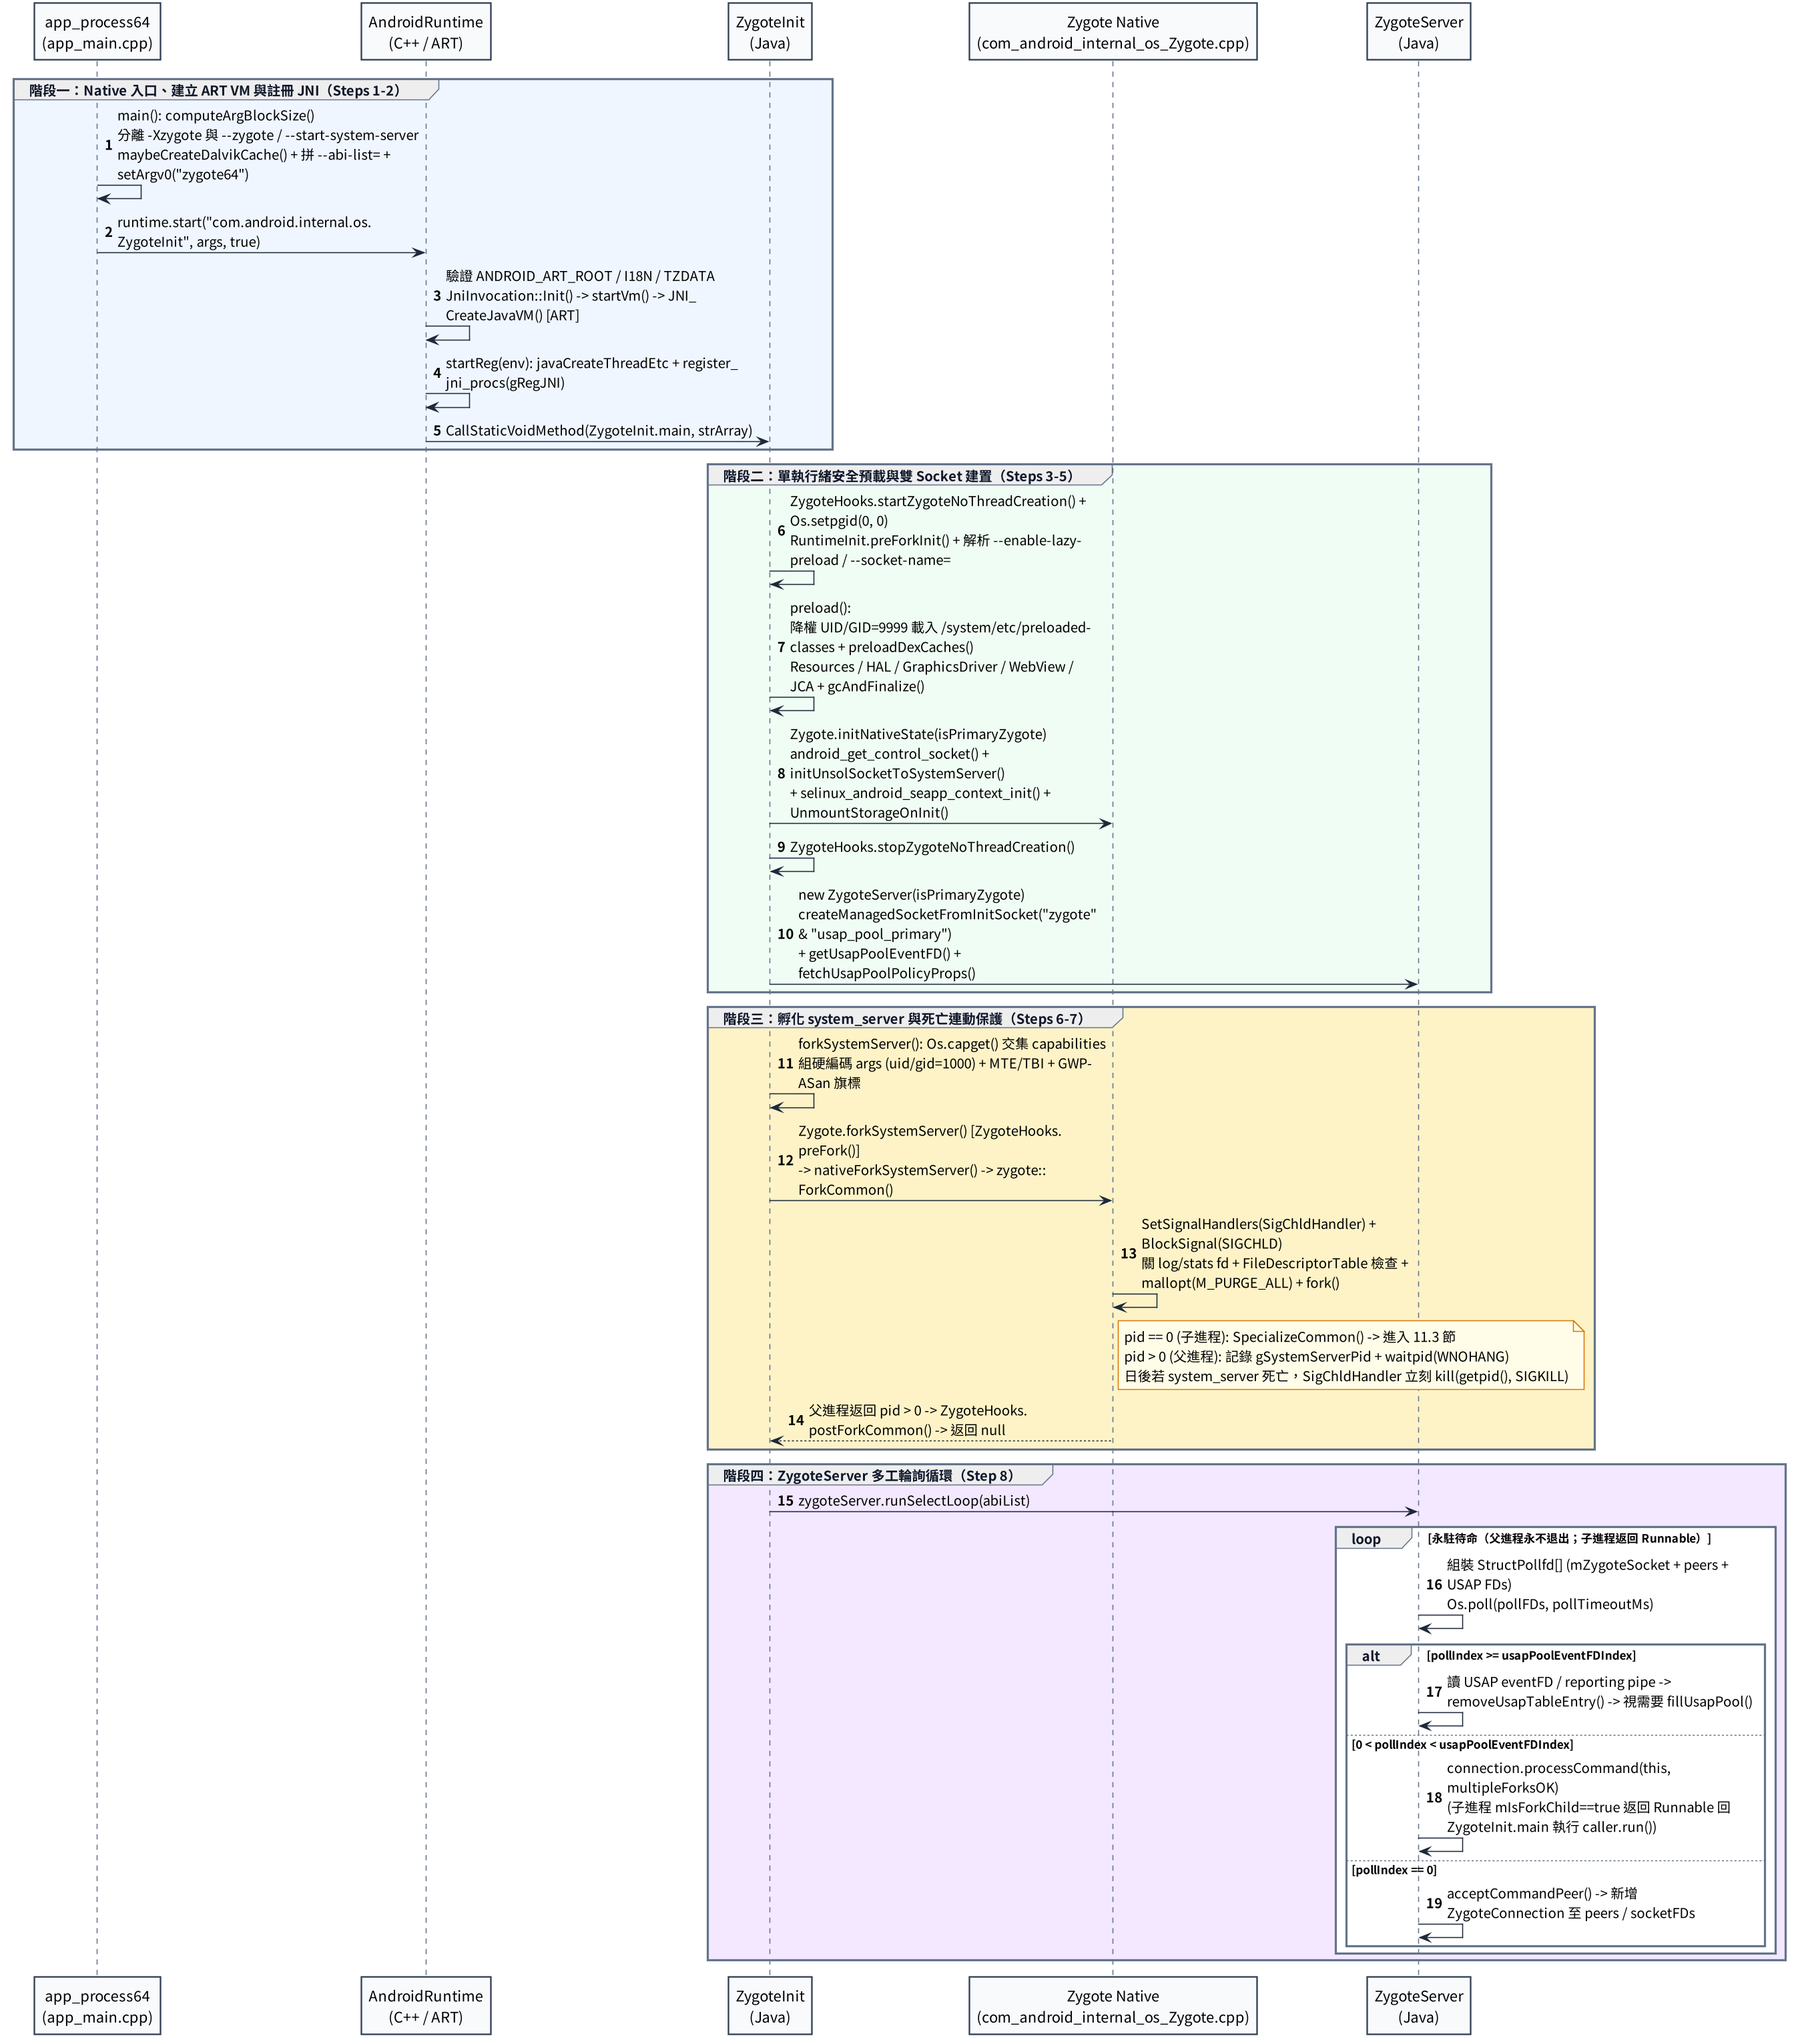 app_process64
(app_main.cpp)
AndroidRuntime
(C++ / ART)
ZygoteInit
(Java)
Zygote Native
(com_android_internal_os_Zygote.cpp)
ZygoteServer
(Java)
階段一：Native 入口、建立 ART VM 與註冊 JNI（Steps 1-2）
1
main(): computeArgBlockSize()
分離 -Xzygote 與 --zygote / --start-system-server
maybeCreateDalvikCache() + 拼 --abi-list= +
setArgv0("zygote64")
2
runtime.start("com.android.internal.os.
ZygoteInit", args, true)
3
驗證 ANDROID_ART_ROOT / I18N / TZDATA
JniInvocation::Init() -> startVm() -> JNI_
CreateJavaVM() [ART]
4
startReg(env): javaCreateThreadEtc + register_
jni_procs(gRegJNI)
5 CallStaticVoidMethod(ZygoteInit.main, strArray)
階段二：單執行緒安全預載與雙 Socket 建置（Steps 3-5）
6
ZygoteHooks.startZygoteNoThreadCreation() +
Os.setpgid(0, 0)
RuntimeInit.preForkInit() + 解析 --enable-lazy-
preload / --socket-name=
7
preload():
降權 UID/GID=9999 載入 /system/etc/preloaded-
classes + preloadDexCaches()
Resources / HAL / GraphicsDriver / WebView /
JCA + gcAndFinalize()
8
Zygote.initNativeState(isPrimaryZygote)
android_get_control_socket() +
initUnsolSocketToSystemServer()
+ selinux_android_seapp_context_init() +
UnmountStorageOnInit()
9 ZygoteHooks.stopZygoteNoThreadCreation()
10
new ZygoteServer(isPrimaryZygote)
createManagedSocketFromInitSocket("zygote"
& "usap_pool_primary")
+ getUsapPoolEventFD() +
fetchUsapPoolPolicyProps()
階段三：孵化 system_server 與死亡連動保護（Steps 6-7）
11
forkSystemServer(): Os.capget() 交集 capabilities
組硬編碼 args (uid/gid=1000) + MTE/TBI + GWP-
ASan 旗標
12
Zygote.forkSystemServer() [ZygoteHooks.
preFork()]
-> nativeForkSystemServer() -> zygote::
ForkCommon()
13
SetSignalHandlers(SigChldHandler) +
BlockSignal(SIGCHLD)
關 log/stats fd + FileDescriptorTable 檢查 +
mallopt(M_PURGE_ALL) + fork()
pid == 0 (子進程): SpecializeCommon() -> 進入 11.3 節
pid > 0 (父進程): 記錄 gSystemServerPid + waitpid(WNOHANG)
日後若 system_server 死亡，SigChldHandler 立刻 kill(getpid(), SIGKILL)
14
父進程返回 pid > 0 -> ZygoteHooks.
postForkCommon() -> 返回 null
階段四：ZygoteServer 多工輪詢循環（Step 8）
15 zygoteServer.runSelectLoop(abiList)
loop
[永駐待命（父進程永不退出；子進程返回 Runnable）]
16
組裝 StructPollfd[] (mZygoteSocket + peers +
USAP FDs)
Os.poll(pollFDs, pollTimeoutMs)
alt
[pollIndex >= usapPoolEventFDIndex]
17
讀 USAP eventFD / reporting pipe ->
removeUsapTableEntry() -> 視需要 fillUsapPool()
[0 < pollIndex < usapPoolEventFDIndex]
18
connection.processCommand(this,
multipleForksOK)
(子進程 mIsForkChild==true 返回 Runnable 回
ZygoteInit.main 執行 caller.run())
[pollIndex == 0]
19
acceptCommandPeer() -> 新增
ZygoteConnection 至 peers / socketFDs
app_process64
(app_main.cpp)
AndroidRuntime
(C++ / ART)
ZygoteInit
(Java)
Zygote Native
(com_android_internal_os_Zygote.cpp)
ZygoteServer
(Java)